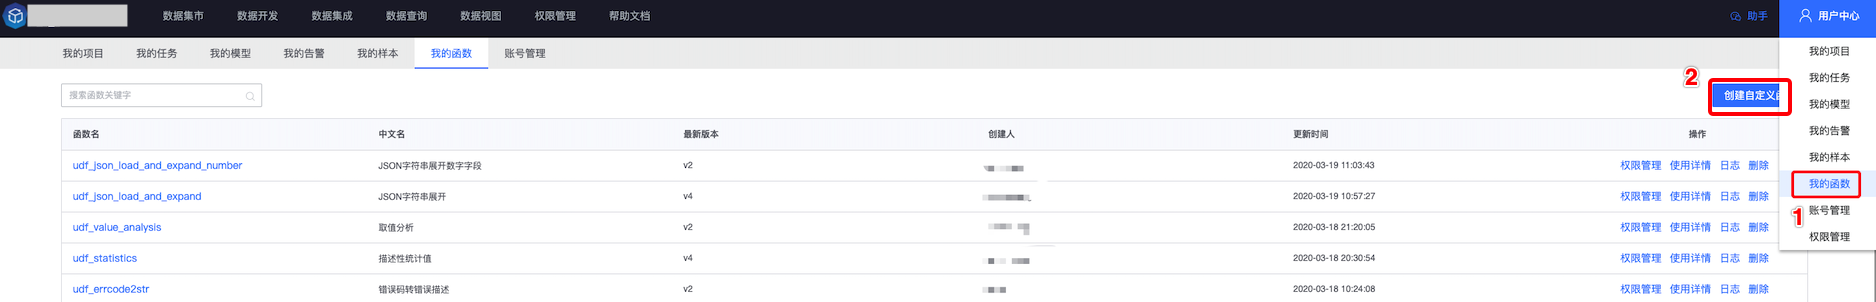 数据集市 数据开发 数据集成 数据查询 数据视图 权限管理 帮助文档 助手 用户中心
我的项目 我的任务 我的模型 我的告警 我的样本 我的函数 账号管理
我的项目
我的任务
我的模型
我的告警
我的样本
我的函数
账号管理
权限管理
1
2
搜索函数关键字 创建自定义
函数名 中文名 最新版本 创建人 更新时间 操作
udf_json_load_and_expand_number JSON字符串展开数字字段 v2 2020-03-19 11:03:43 权限管理 使用详情 日志 删除
udf_json_load_and_expand JSON字符串展开 v4 2020-03-19 10:57:27 权限管理 使用详情 日志 删除
udf_value_analysis 取值分析 v2 2020-03-18 21:20:05 权限管理 使用详情 日志 删除
udf_statistics 描述性统计值 v4 2020-03-18 20:30:54 权限管理 使用详情 日志 删除
udf_errcode2str 错误码转错误描述 v2 2020-03-18 10:24:08 权限管理 使用详情 日志 删除